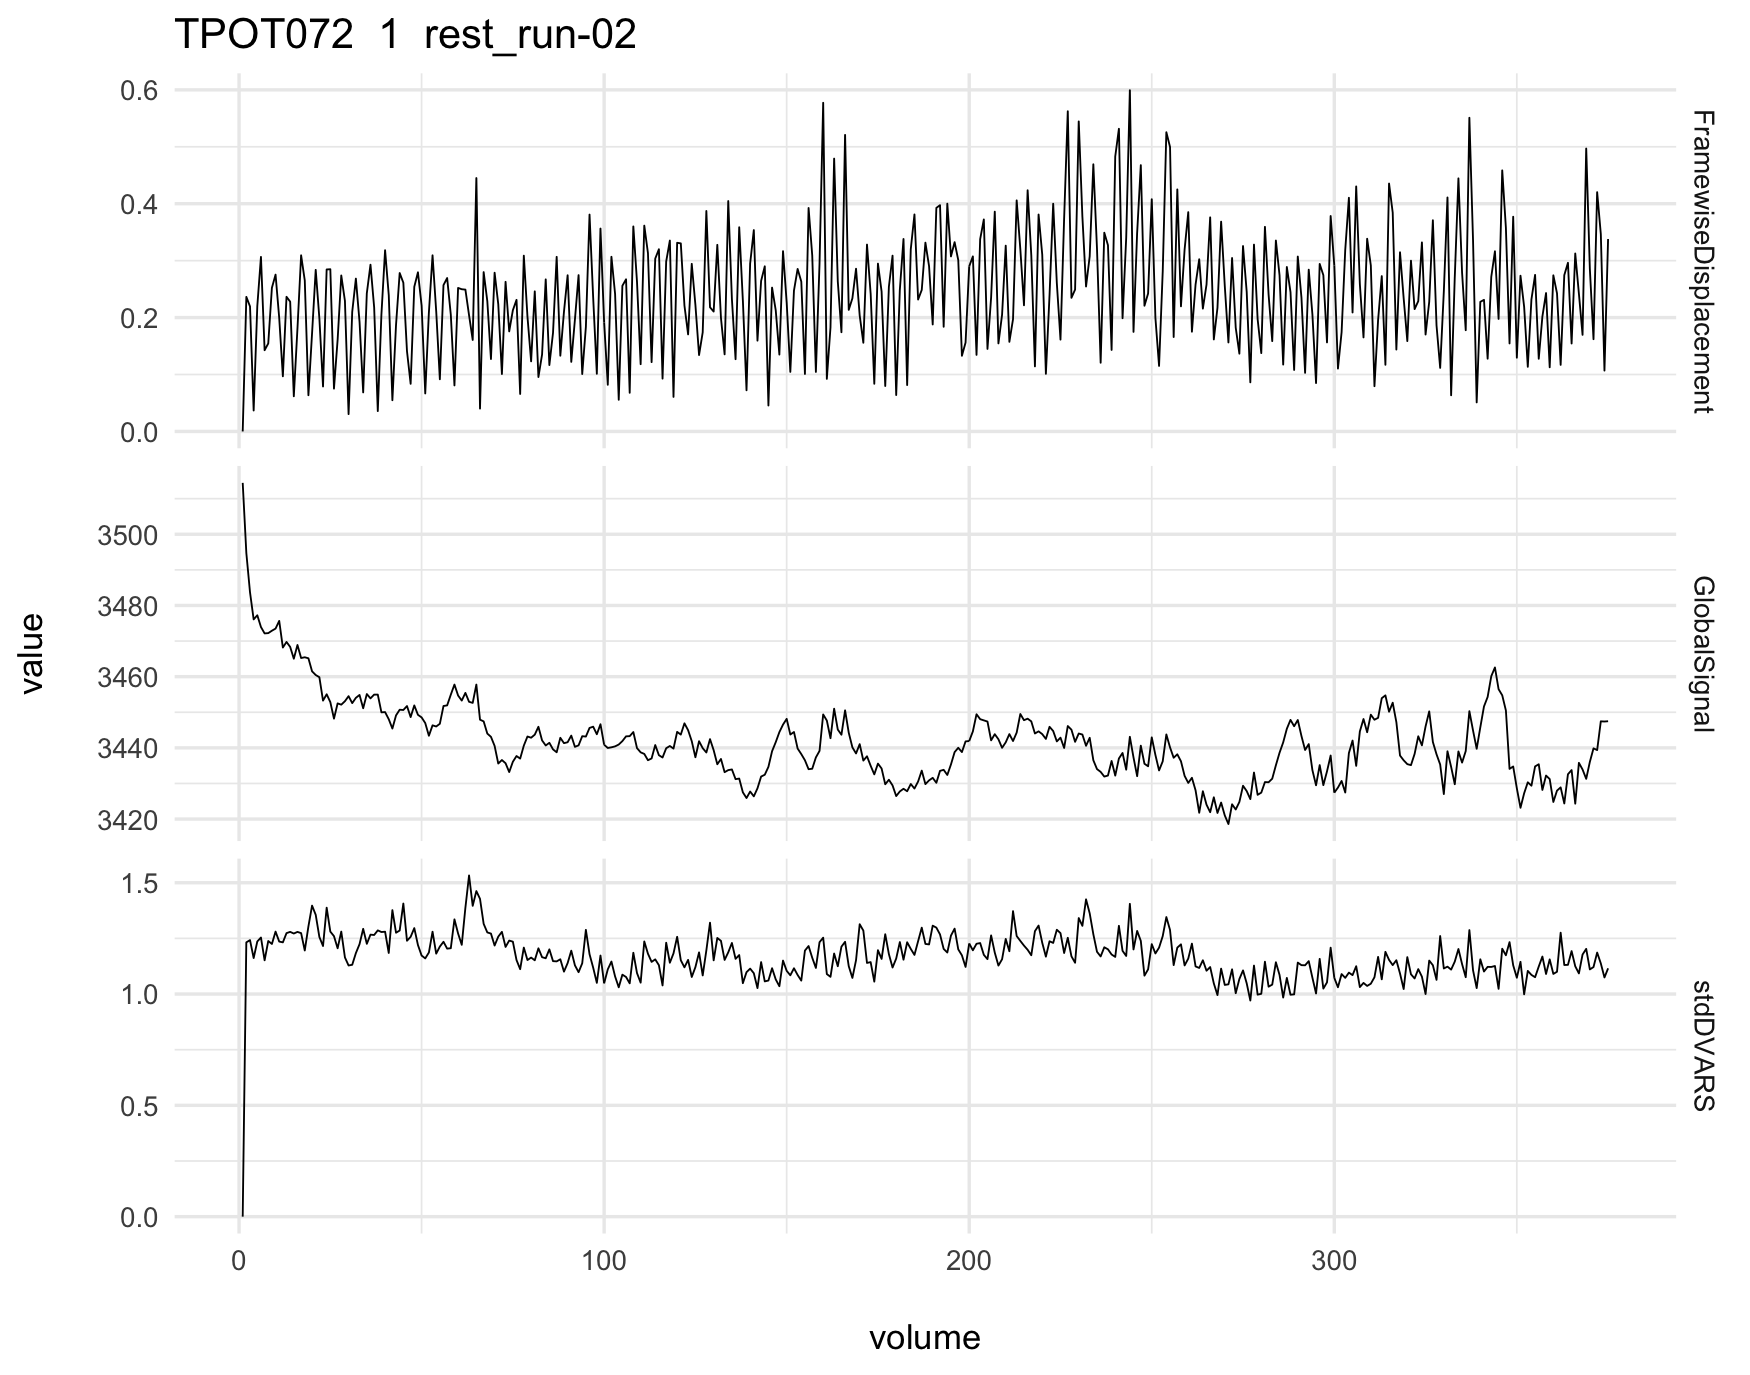 TPOT072 1 rest_run-02
0.6
0.4
0.2
0.0
FramewiseDisplacement
3500
3480
3460
3440
3420
GlobalSignal
value
1.5
1.0
0.5
0.0
stdDVARS
0 100 200 300
volume